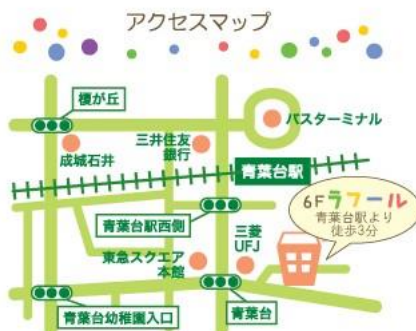 アクセスマップ
榎が丘
成城石井
三井住友
銀行
バスターミナル
青葉台駅
6Fラフール
青葉台駅より
徒歩3分
青葉台駅西側
三菱
UFJ
東急スクエア
本館
青葉台幼稚園入口
青葉台